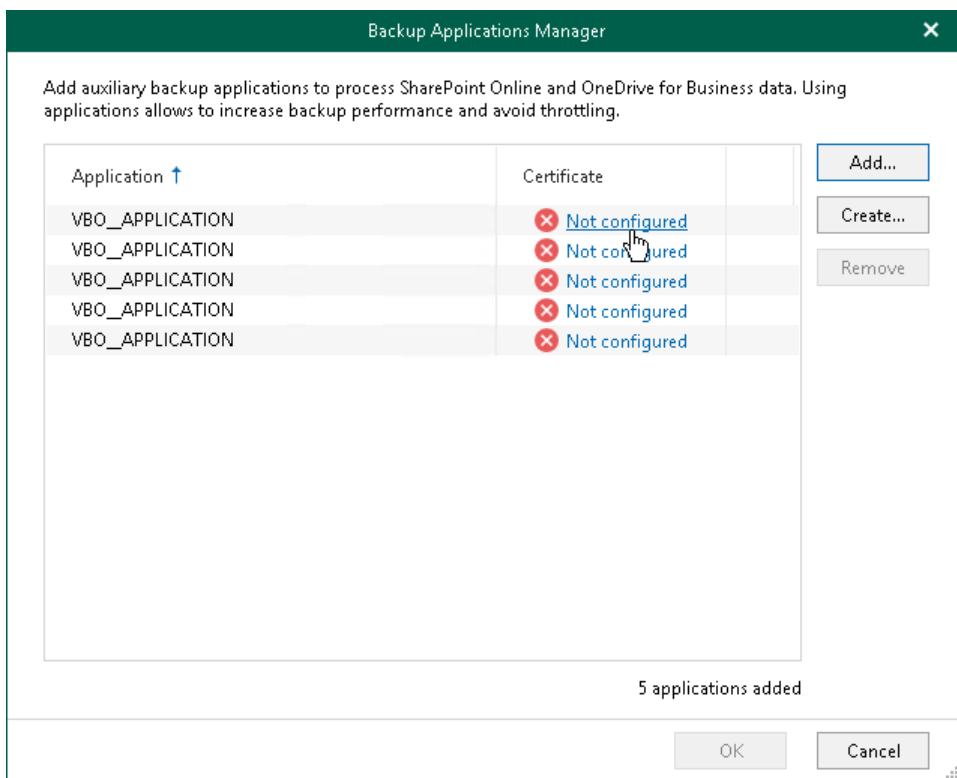 Backup Applications Manager
Add auxiliary backup applications to process SharePoint Online and OneDrive for Business data. Using
applications allows to increase backup performance and avoid throttling.
Application ↑ Certificate
Add...
VBO_APPLICATION Not configured
Create...
VBO_APPLICATION Not configured
Remove
VBO_APPLICATION Not configured
VBO_APPLICATION Not configured
VBO_APPLICATION Not configured
5 applications added
OK Cancel